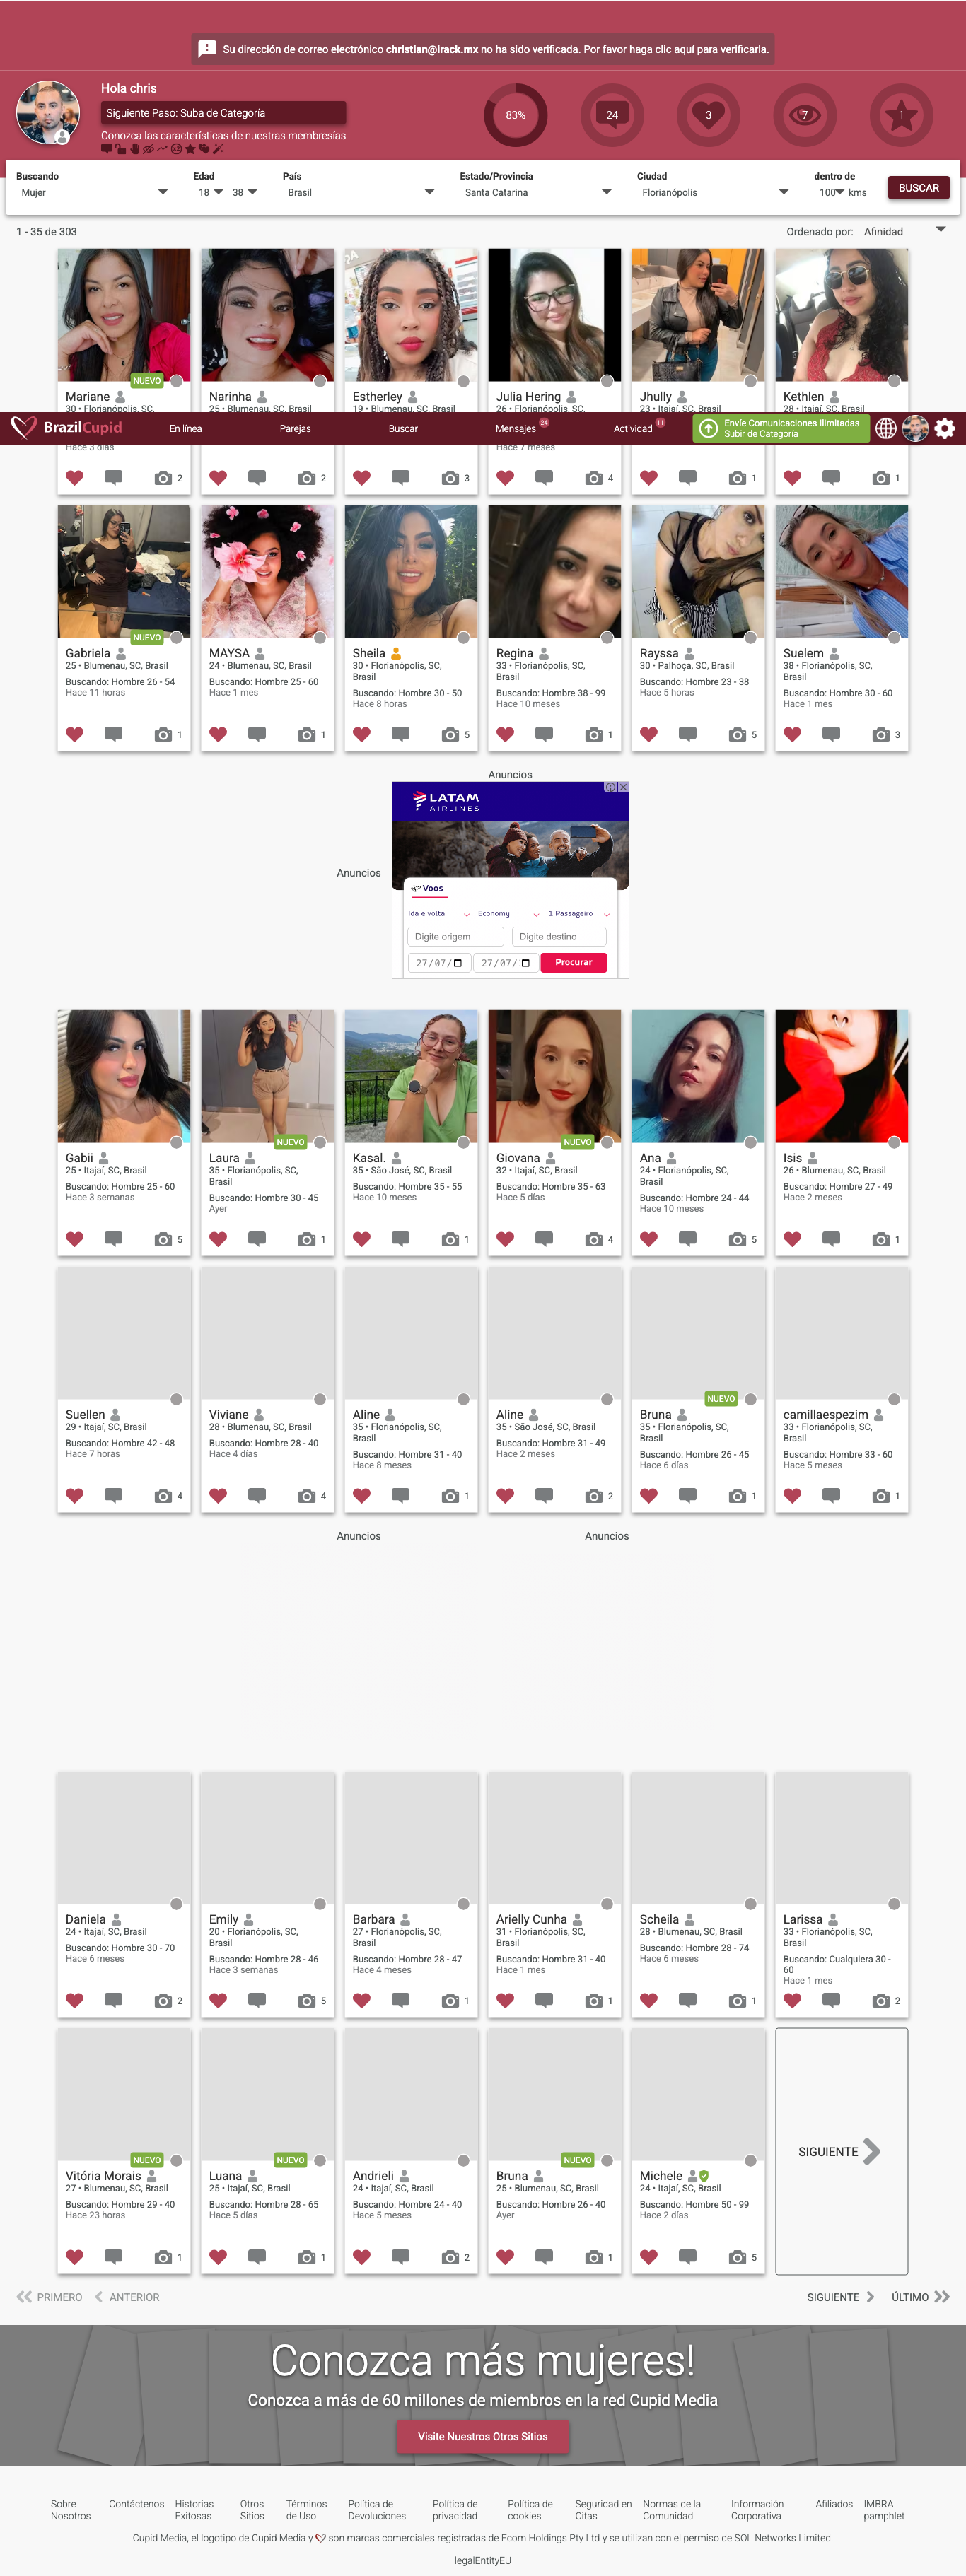 Su dirección de correo electrónico christian@irack.mx no ha sido verificada. Por favor haga clic aquí para verificarla.
Hola chris
Siguiente Paso: Suba de Categoría
Conozca las características de nuestras membresías
83% 24 3 7 1
Buscando Edad País Estado/Provincia Ciudad dentro de
Mujer 18 38 Brasil Santa Catarina Florianópolis 100 kms BUSCAR
1 - 35 de 303 Ordenado por: Afinidad
NUEVO
Mariane Narinha Estherley Julia Hering Jhully Kethlen
30 • Florianópolis, SC, 25 • Blumenau, SC, Brasil 19 • Blumenau, SC, Brasil 26 • Florianópolis, SC, 23 • Itajaí, SC, Brasil 28 • Itajaí, SC, Brasil
BrazilCupid En línea Parejas Buscar Mensajes 24 Actividad 11 Envíe Comunicaciones Ilimitadas
Subir de Categoría
Hace 3 días Hace 7 meses
2 2 3 4 1 1
NUEVO
Gabriela MAYSA Sheila Regina Rayssa Suelem
25 • Blumenau, SC, Brasil 24 • Blumenau, SC, Brasil 30 • Florianópolis, SC, 33 • Florianópolis, SC, 30 • Palhoça, SC, Brasil 38 • Florianópolis, SC,
Brasil Brasil Brasil
Buscando: Hombre 26 - 54 Buscando: Hombre 25 - 60 Buscando: Hombre 30 - 50 Buscando: Hombre 38 - 99 Buscando: Hombre 23 - 38 Buscando: Hombre 30 - 60
Hace 11 horas Hace 1 mes Hace 8 horas Hace 10 meses Hace 5 horas Hace 1 mes
1 1 5 1 5 3
Anuncios
LATAM
AIRLINES
Anuncios
Voos
Ida e volta Economy 1 Passageiro
Digite origem Digite destino
27/07/ 27/07/ Procurar
NUEVO NUEVO
Gabii Laura Kasal. Giovana Ana Isis
25 • Itajaí, SC, Brasil 35 • Florianópolis, SC, 35 • São José, SC, Brasil 32 • Itajaí, SC, Brasil 24 • Florianópolis, SC, 26 • Blumenau, SC, Brasil
Brasil Brasil
Buscando: Hombre 25 - 60 Buscando: Hombre 30 - 45 Buscando: Hombre 35 - 55 Buscando: Hombre 35 - 63 Buscando: Hombre 24 - 44 Buscando: Hombre 27 - 49
Hace 3 semanas Ayer Hace 10 meses Hace 5 días Hace 10 meses Hace 2 meses
5 1 1 4 5 1
NUEVO
Suellen Viviane Aline Aline Bruna camillaespezim
29 • Itajaí, SC, Brasil 28 • Blumenau, SC, Brasil 35 • Florianópolis, SC, 35 • São José, SC, Brasil 35 • Florianópolis, SC, 33 • Florianópolis, SC,
Brasil Brasil Brasil
Buscando: Hombre 42 - 48 Buscando: Hombre 28 - 40 Buscando: Hombre 31 - 40 Buscando: Hombre 31 - 49 Buscando: Hombre 26 - 45 Buscando: Hombre 33 - 60
Hace 7 horas Hace 4 días Hace 8 meses Hace 2 meses Hace 6 días Hace 5 meses
4 4 1 2 1 1
Anuncios Anuncios
Daniela Emily Barbara Arielly Cunha Scheila Larissa
24 • Itajaí, SC, Brasil 20 • Florianópolis, SC, 27 • Florianópolis, SC, 31 • Florianópolis, SC, 28 • Blumenau, SC, Brasil 33 • Florianópolis, SC,
Brasil Brasil Brasil Brasil
Buscando: Hombre 30 - 70 Buscando: Hombre 28 - 46 Buscando: Hombre 28 - 47 Buscando: Hombre 31 - 40 Buscando: Hombre 28 - 74 Buscando: Cualquiera 30 -
60
Hace 6 meses Hace 3 semanas Hace 4 meses Hace 1 mes Hace 6 meses Hace 1 mes
2 5 1 1 1 2
NUEVO NUEVO NUEVO
SIGUIENTE
Vitória Morais Luana Andrieli Bruna Michele
27 • Blumenau, SC, Brasil 25 • Itajaí, SC, Brasil 24 • Itajaí, SC, Brasil 25 • Blumenau, SC, Brasil 24 • Itajaí, SC, Brasil
Buscando: Hombre 29 - 40 Buscando: Hombre 28 - 65 Buscando: Hombre 24 - 40 Buscando: Hombre 26 - 40 Buscando: Hombre 50 - 99
Hace 23 horas Hace 5 días Hace 5 meses Ayer Hace 2 días
1 1 2 1 5
PRIMERO ANTERIOR SIGUIENTE ÚLTIMO
Conozca más mujeres!
Conozca a más de 60 millones de miembros en la red Cupid Media
Visite Nuestros Otros Sitios
Sobre Contáctenos Historias Otros Términos Política de Política de Política de Seguridad en Normas de la Información Afiliados IMBRA
Nosotros Exitosas Sitios de Uso Devoluciones privacidad cookies Citas Comunidad Corporativa pamphlet
Cupid Media, el logotipo de Cupid Media y son marcas comerciales registradas de Ecom Holdings Pty Ltd y se utilizan con el permiso de SOL Networks Limited.
legalEntityEU